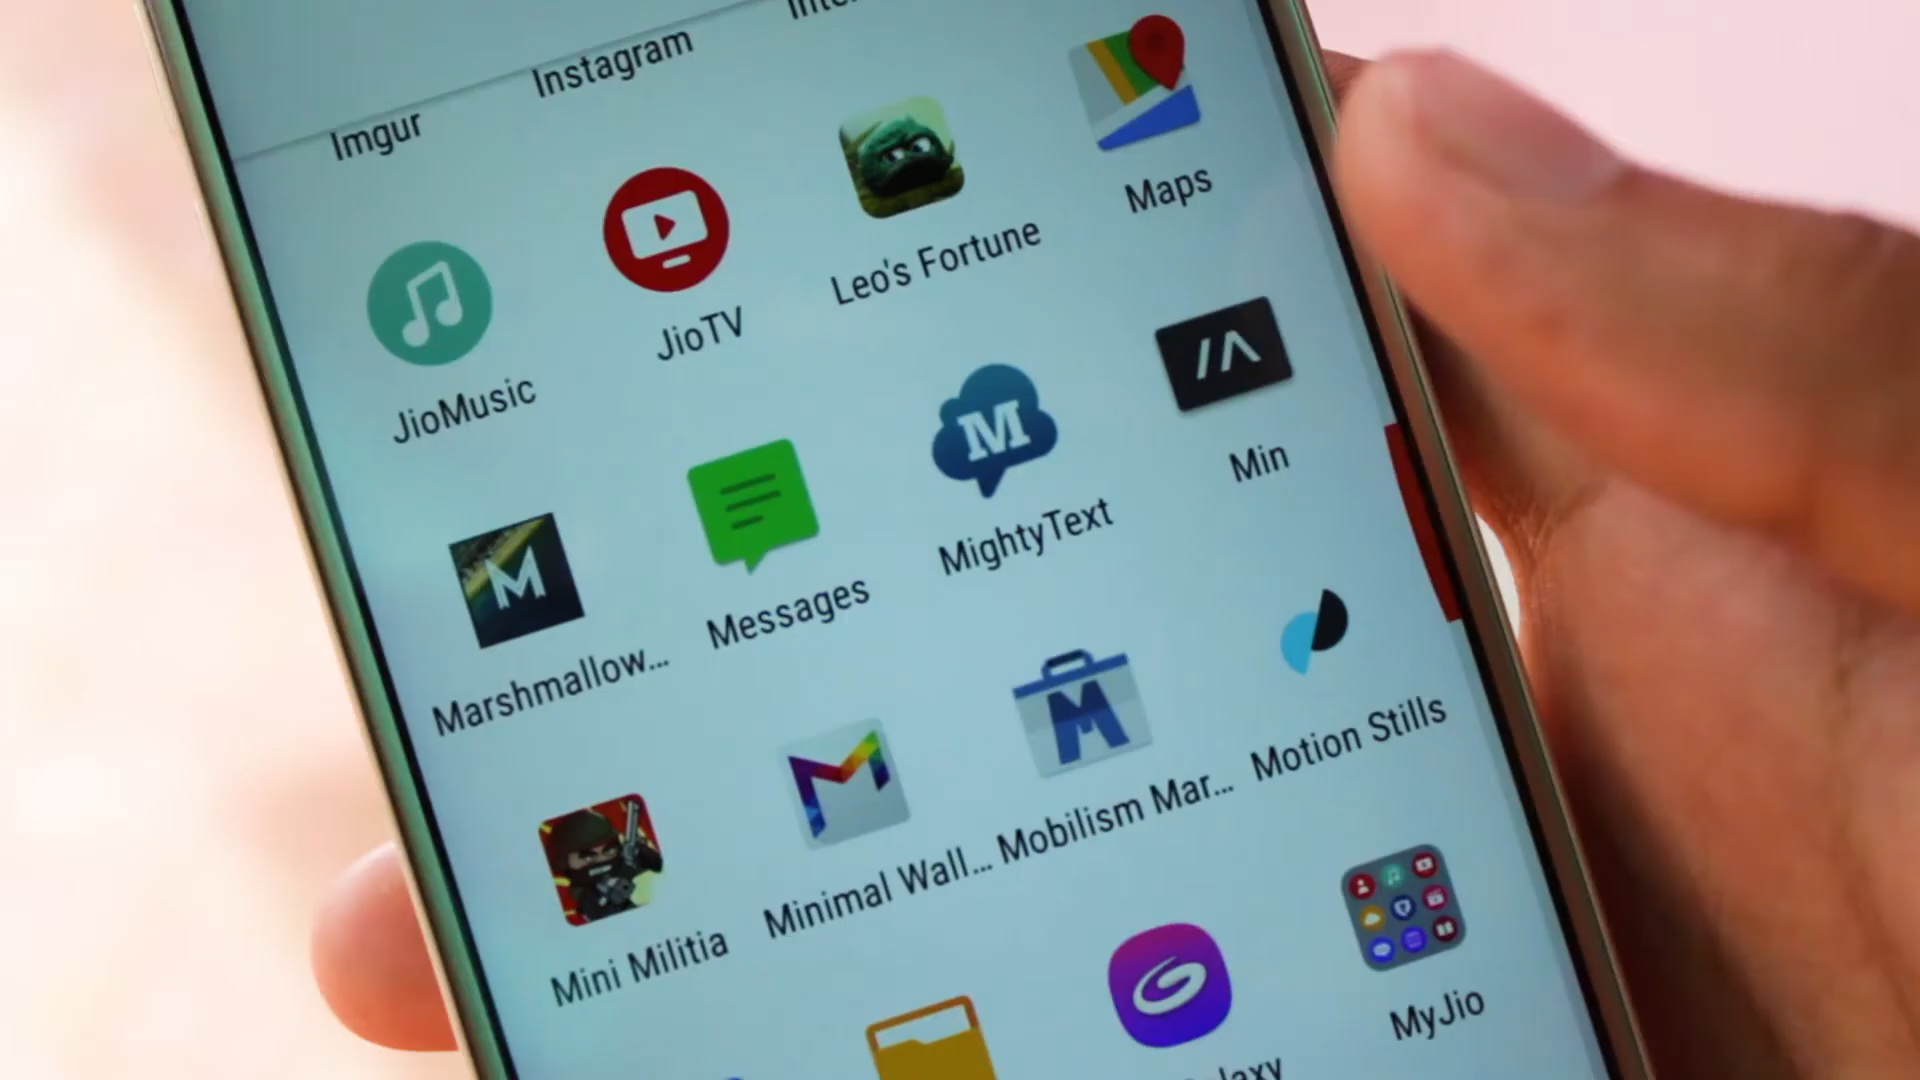 Imgur
Instagram
JioMusic
JioTV
Leo's Fortune
Maps
Marshmallow...
Messages
MightyText
Min
Mini Militia
Minimal Wall...
Mobilism Mar...
Motion Stills
MyJio